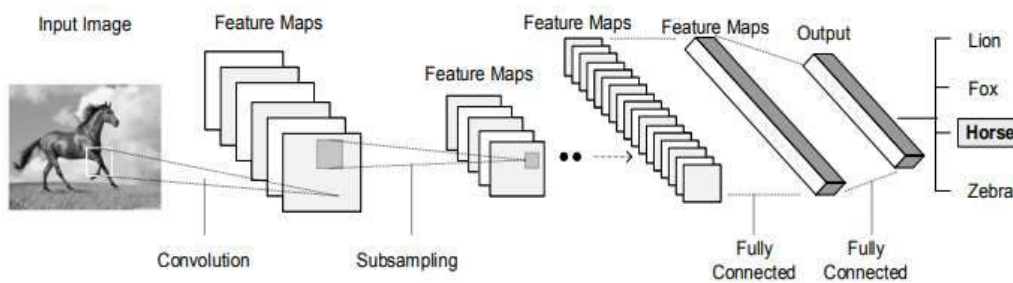 Input Image
Feature Maps
Feature Maps
Feature Maps
Feature Maps
Output
Lion
Fox
Horse
Zebra
Convolution
Subsampling
Fully
Connected
Fully
Connected